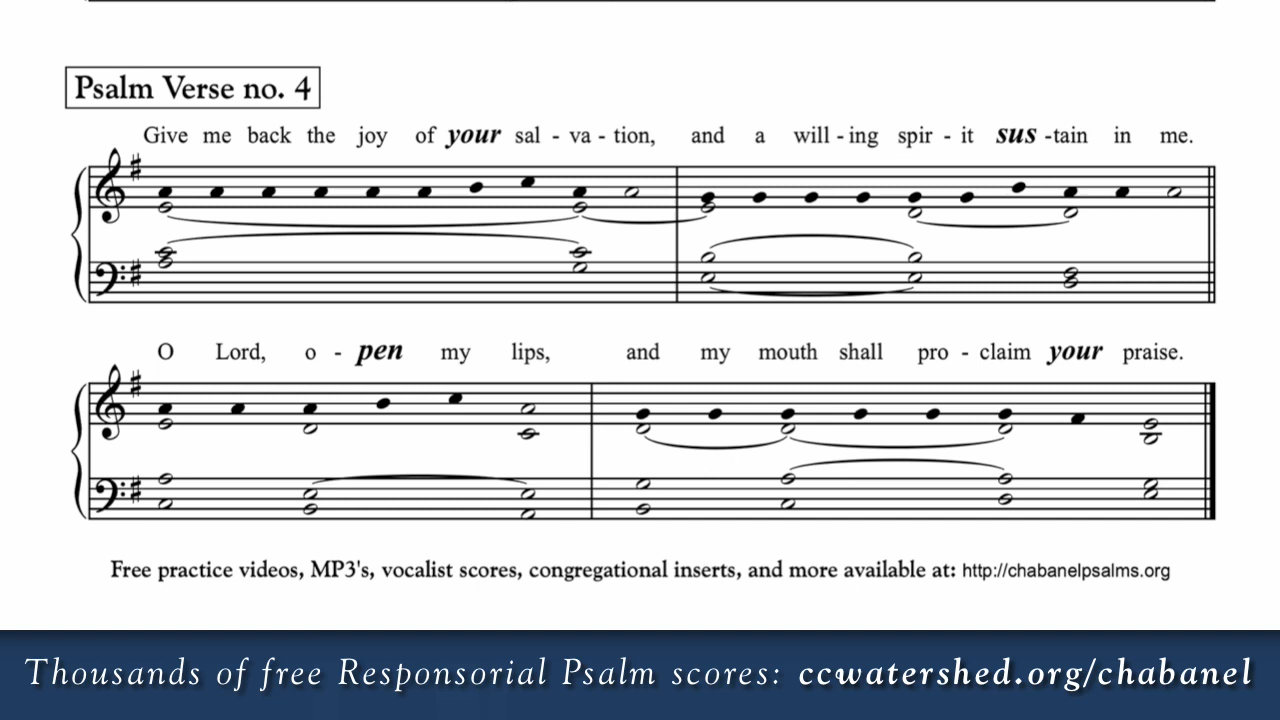 Psalm Verse no. 4
Give me back the joy of your sal - va - tion, and a will - ing spir - it sus - tain in me.
O Lord, o - pen my lips, and my mouth shall pro - claim your praise.
Free practice videos, MP3's, vocalist scores, congregational inserts, and more available at: http://chabanelpsalms.org
Thousands of free Responsorial Psalm scores: ccwatershed.org/chabanel